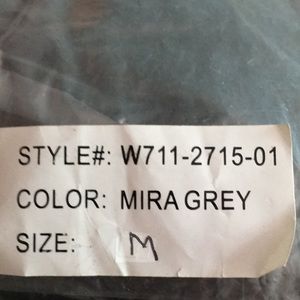 STYLE#: W711-2715-01
COLOR: MIRA GREY
SIZE: M